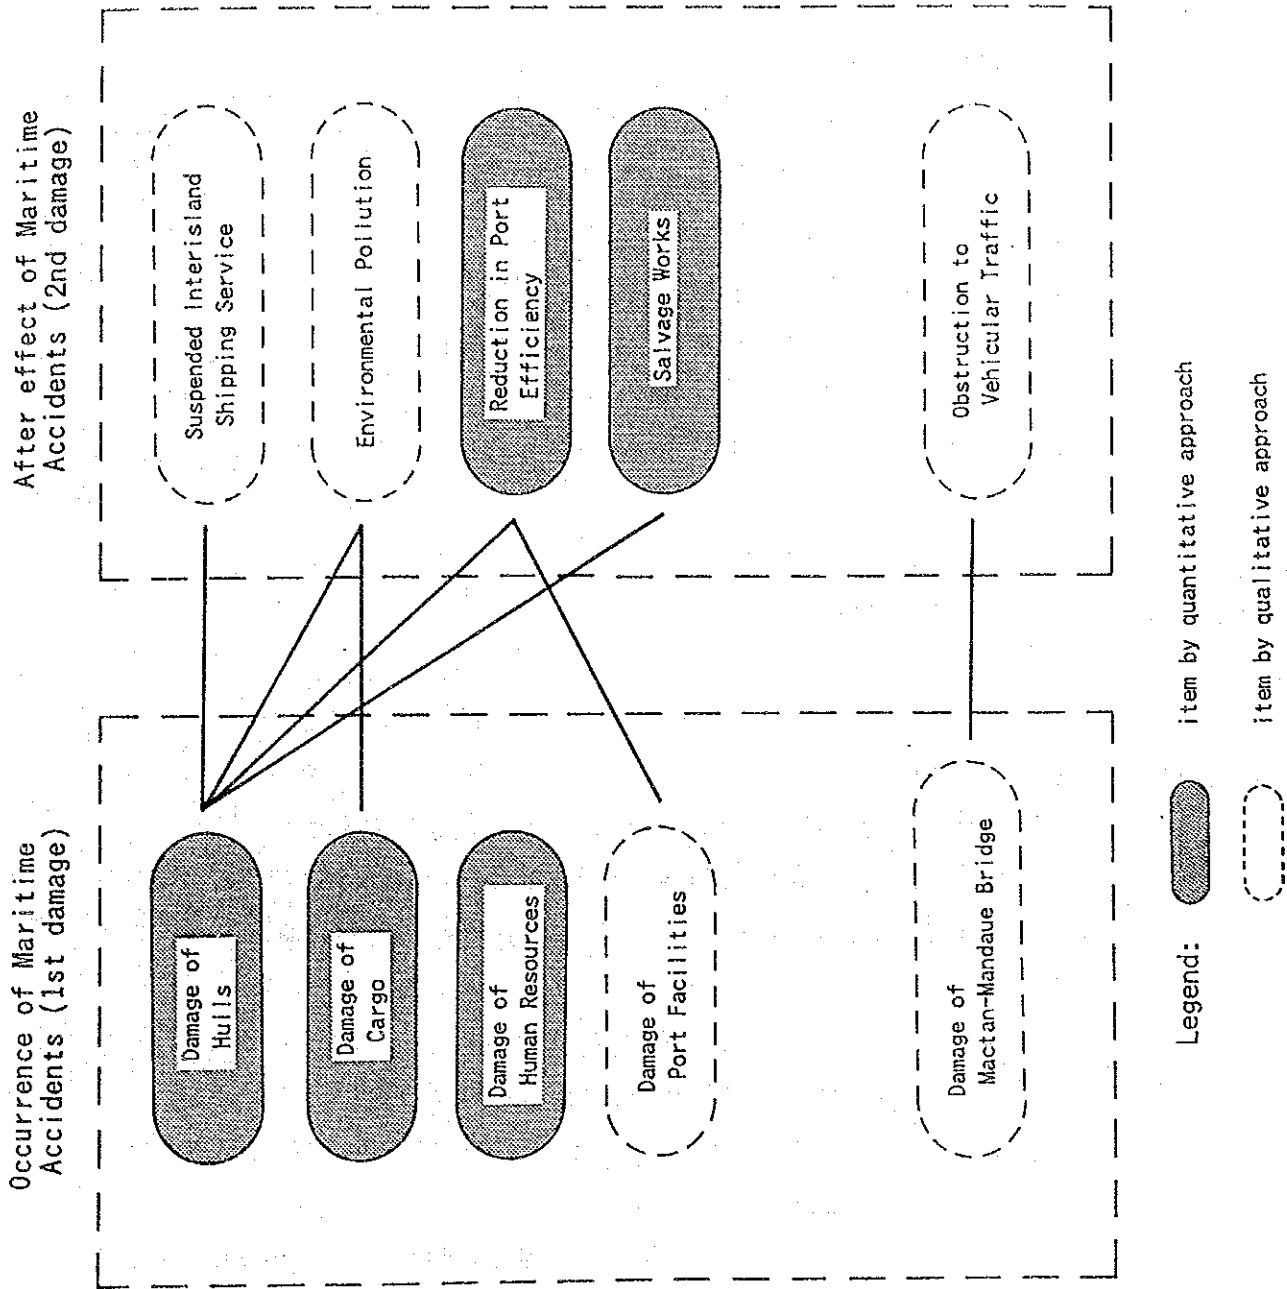 Occurrence of Maritime
Accidents (1st damage)
After effect of Maritime
Accidents (2nd damage)
Damage of
Hulls
Suspended Interisland
Shipping Service
Damage of
Cargo
Environmental Pollution
Damage of
Human Resources
Reduction in Port
Efficiency
Damage of
Port Facilities
Salvage Works
Damage of
Mactan-Mandaue Bridge
Obstruction to
Vehicular Traffic
Legend:
item by quantitative approach
item by qualitative approach